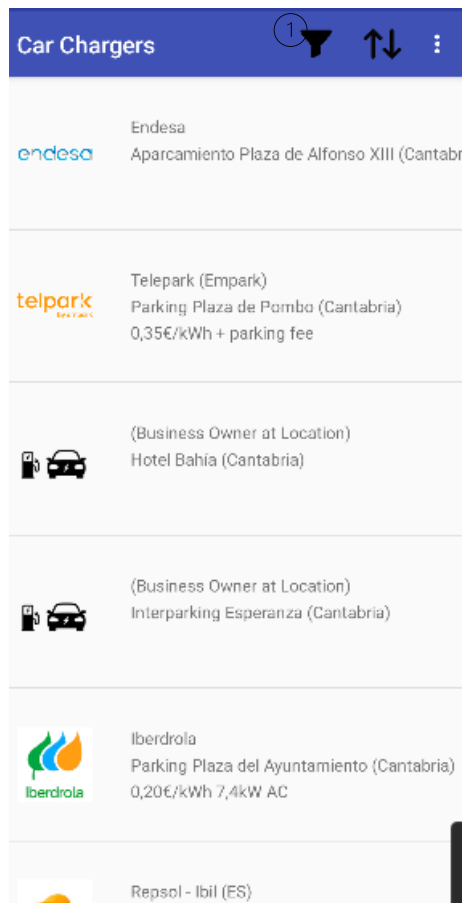 Car Chargers
1
endesa
Endesa
Aparcamiento Plaza de Alfonso XIII (Cantabr
telpark
Telepark (Empark)
Parking Plaza de Pombo (Cantabria)
0,35€/kWh + parking fee
(Business Owner at Location)
Hotel Bahía (Cantabria)
(Business Owner at Location)
Interparking Esperanza (Cantabria)
Iberdrola
Iberdrola
Parking Plaza del Ayuntamiento (Cantabria)
0,20€/kWh 7,4kW AC
Repsol - Ibil (ES)